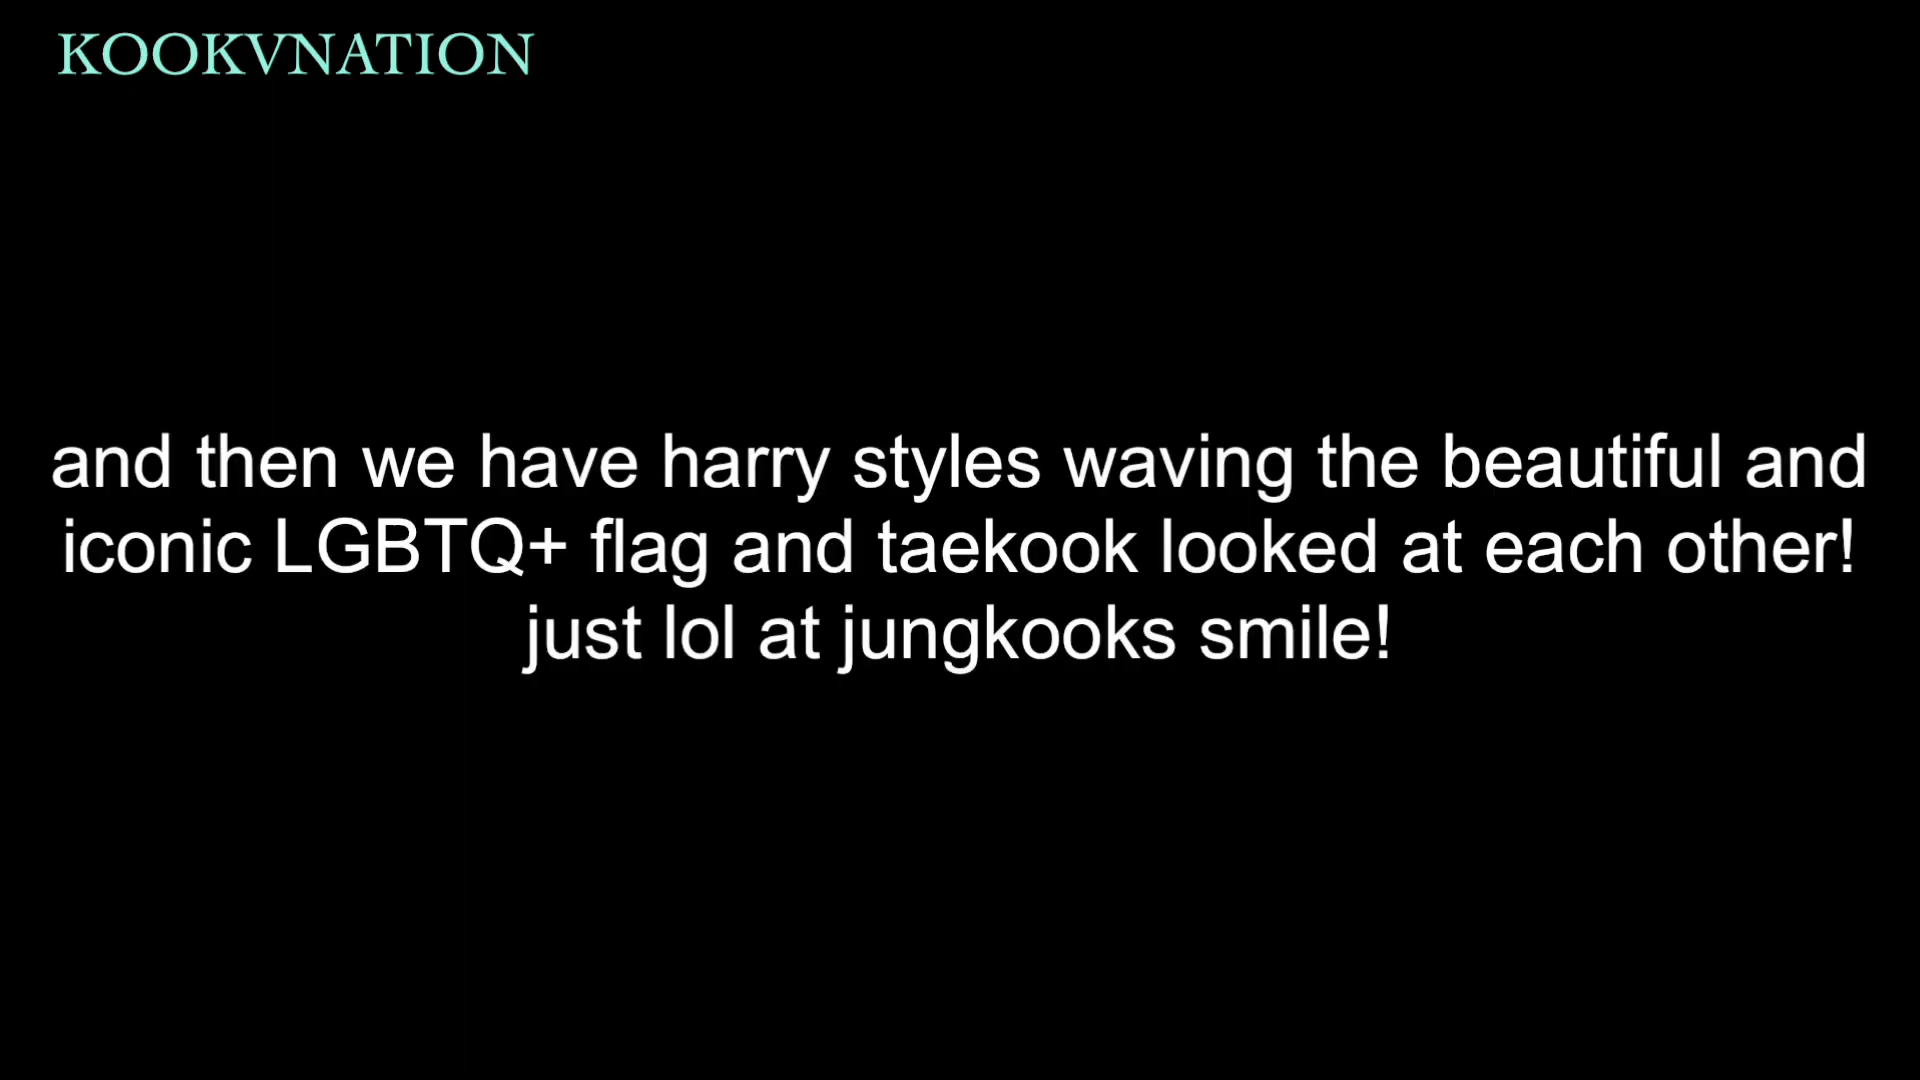 KOOKVNATION
and then we have harry styles waving the beautiful and
iconic LGBTQ+ flag and taekook looked at each other!
just lol at jungkooks smile!